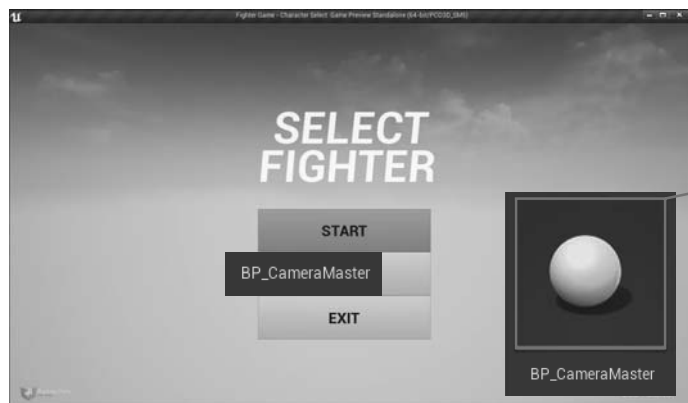 Fighter Game - Character Select: Game Preview Standalone (64-bit/PCD3D_SM5)
SELECT
FIGHTER
START
BP_CameraMaster
EXIT
BP_CameraMaster